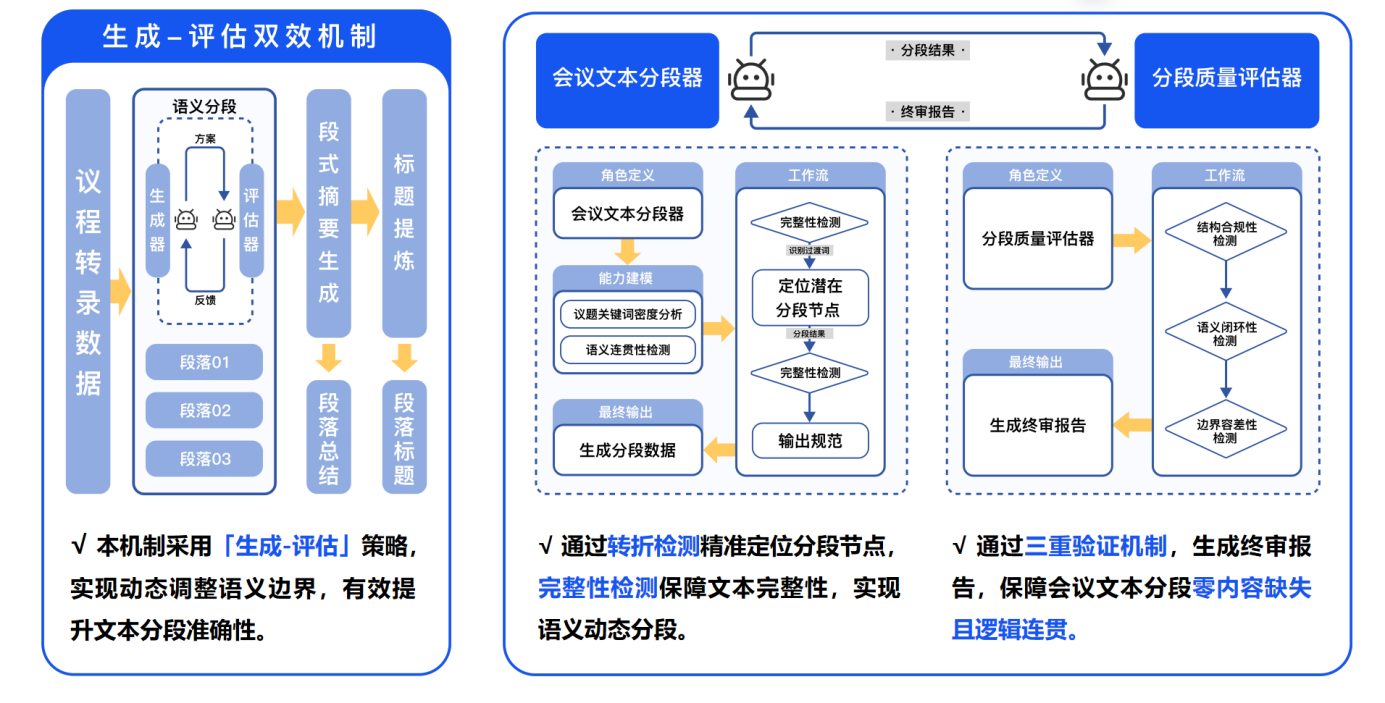 生成–评估双效机制
议程转录数据
语义分段
方案
生成器
评估器
反馈
段落01
段落02
段落03
段式摘要生成
标题提炼
段落总结
段落标题
√ 本机制采用「生成-评估」策略，
实现动态调整语义边界，有效提
升文本分段准确性。
会议文本分段器
· 分段结果 ·
· 终审报告 ·
分段质量评估器
角色定义
会议文本分段器
能力建模
议题关键词密度分析
语义连贯性检测
最终输出
生成分段数据
工作流
完整性检测
识别过渡词
定位潜在
分段节点
分段结果
完整性检测
输出规范
角色定义
分段质量评估器
最终输出
生成终审报告
工作流
结构合规性
检测
语义闭环性
检测
边界容差性
检测
√ 通过转折检测精准定位分段节点，
完整性检测保障文本完整性，实现
语义动态分段。
√ 通过三重验证机制，生成终审报
告，保障会议文本分段零内容缺失
且逻辑连贯。